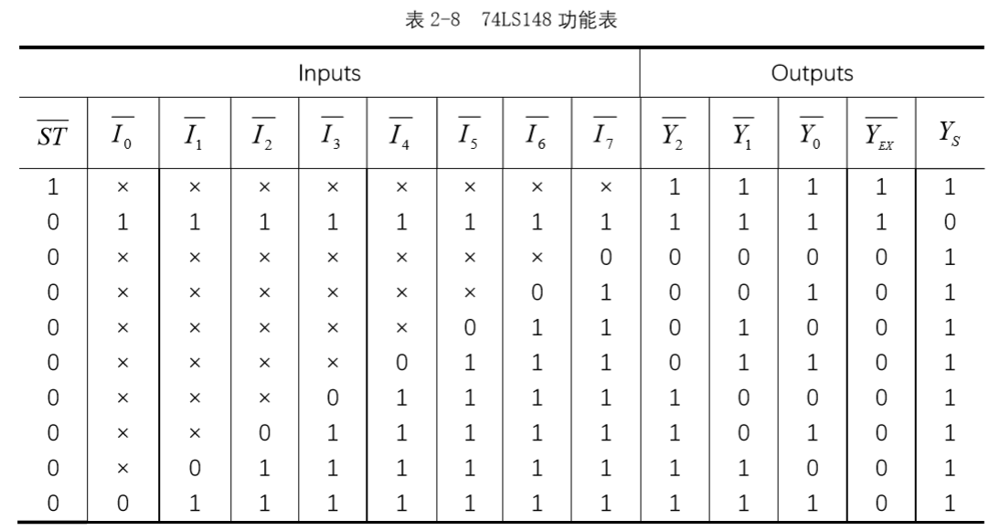 表 2-8 74LS148 功能表
Inputs Outputs
$\overline{ST}$ $\overline{I_0}$ $\overline{I_1}$ $\overline{I_2}$ $\overline{I_3}$ $\overline{I_4}$ $\overline{I_5}$ $\overline{I_6}$ $\overline{I_7}$ $\overline{Y_2}$ $\overline{Y_1}$ $\overline{Y_0}$ $\overline{Y_{EX}}$ $Y_S$
1 × × × × × × × × 1 1 1 1 1
0 1 1 1 1 1 1 1 1 1 1 1 1 0
0 × × × × × × × 0 0 0 0 0 1
0 × × × × × × 0 1 0 0 1 0 1
0 × × × × × 0 1 1 0 1 0 0 1
0 × × × × 0 1 1 1 0 1 1 0 1
0 × × × 0 1 1 1 1 1 0 0 0 1
0 × × 0 1 1 1 1 1 1 0 1 0 1
0 × 0 1 1 1 1 1 1 1 1 0 0 1
0 0 1 1 1 1 1 1 1 1 1 1 0 1